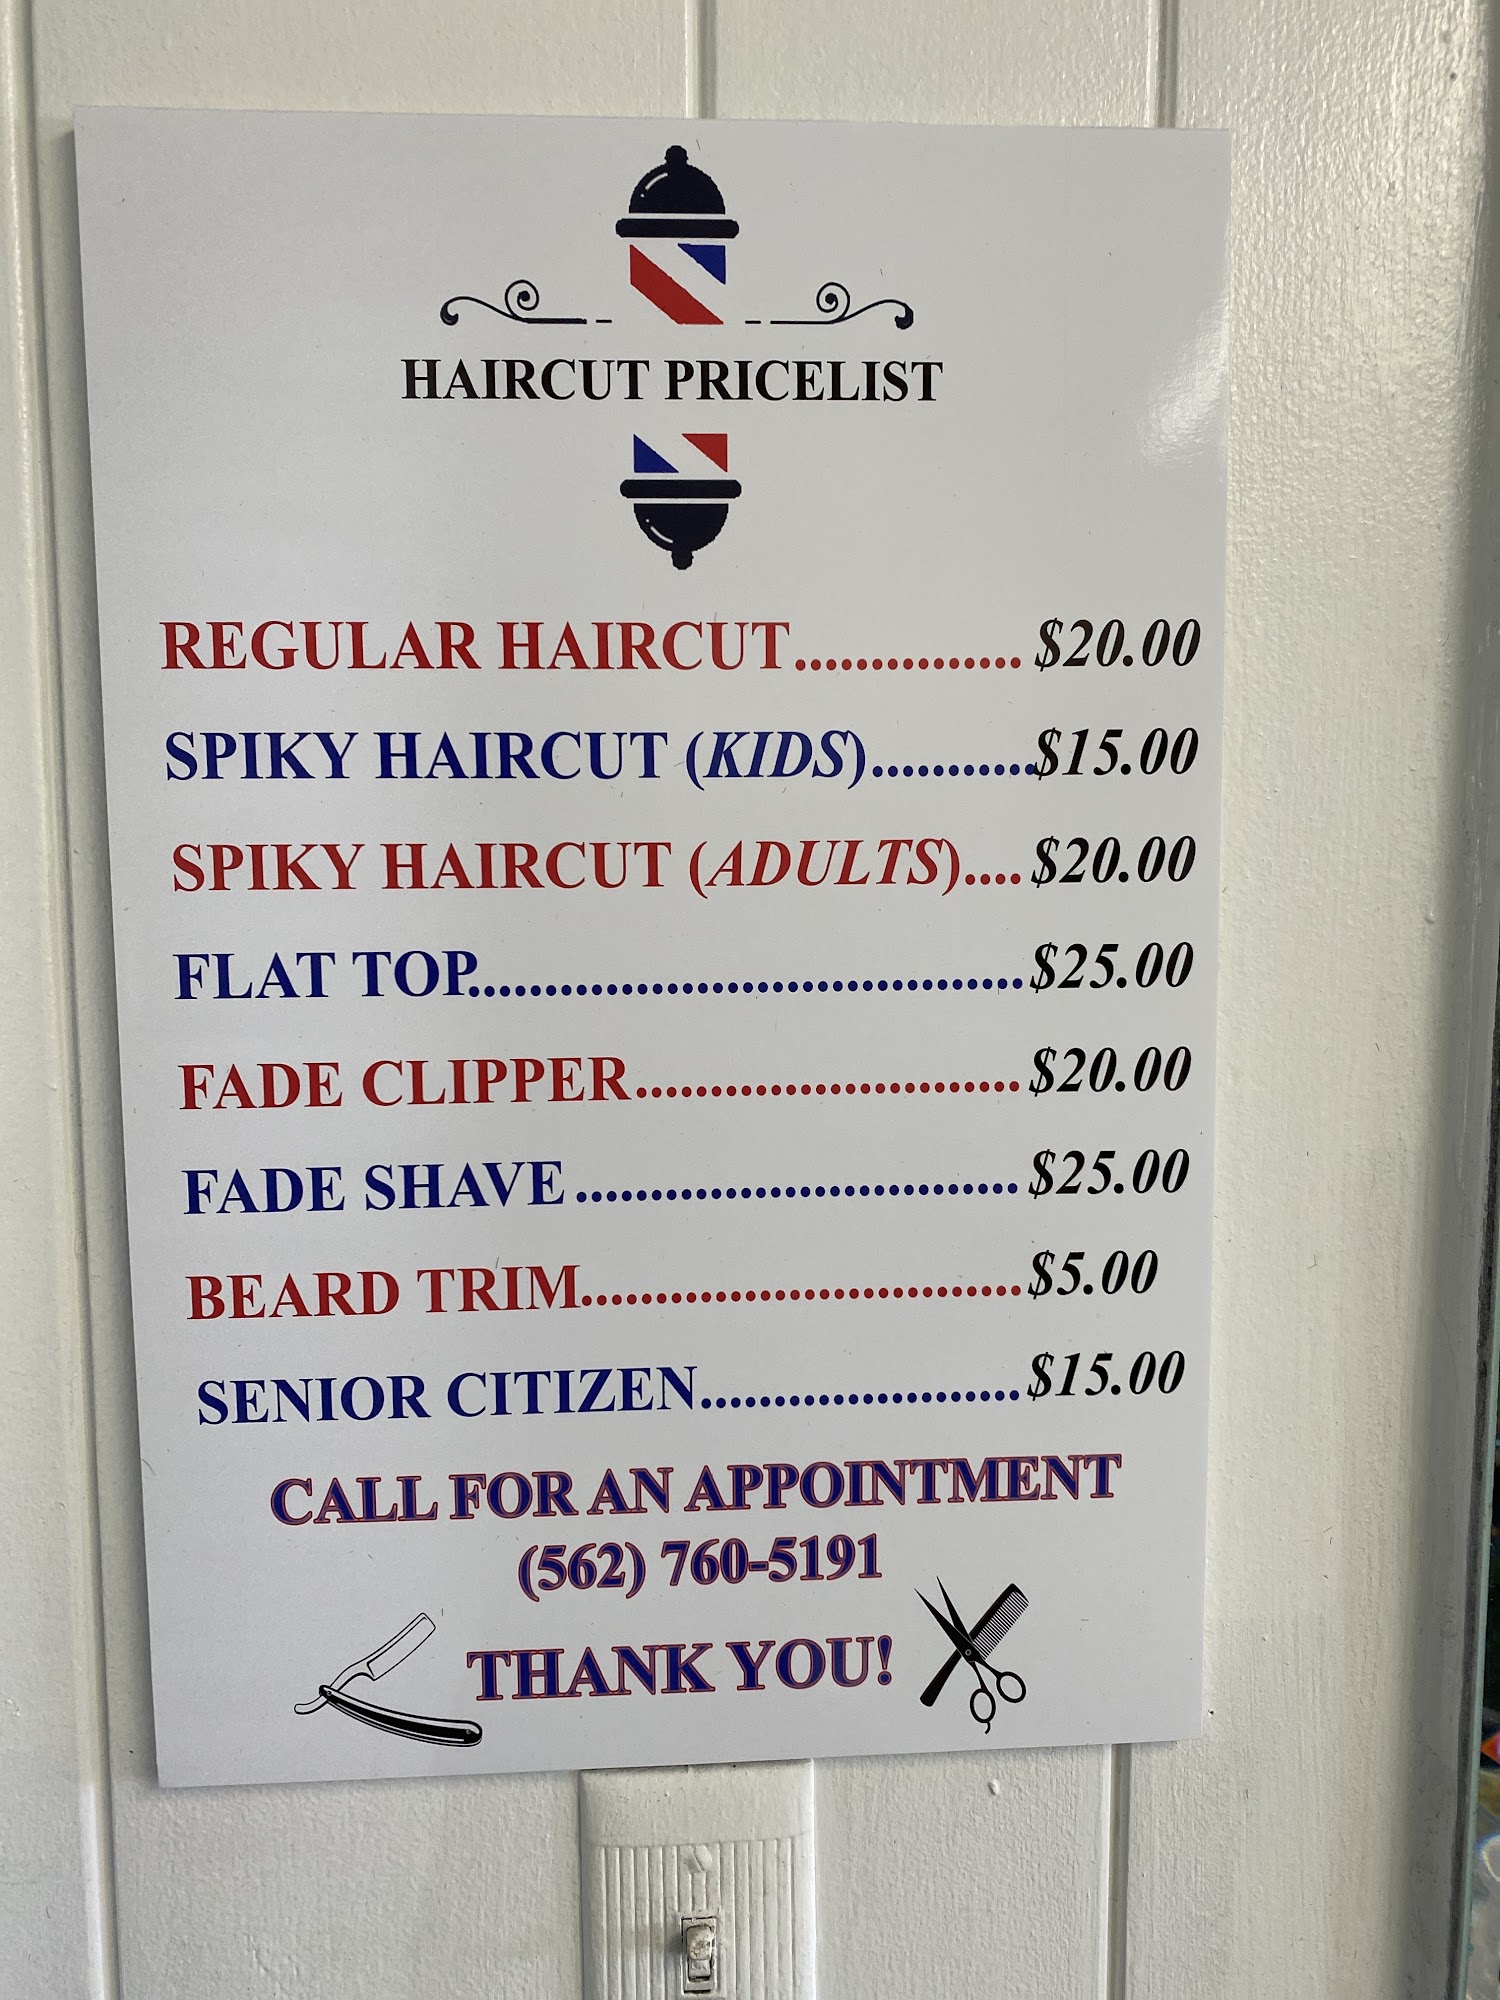 HAIRCUT PRICELIST
REGULAR HAIRCUT............... $20.00
SPIKY HAIRCUT (KIDS)...........$15.00
SPIKY HAIRCUT (ADULTS).... $20.00
FLAT TOP.....................................$25.00
FADE CLIPPER.......................... $20.00
FADE SHAVE .............................. $25.00
BEARD TRIM..............................$5.00
SENIOR CITIZEN...................... $15.00
CALL FOR AN APPOINTMENT
(562) 760-5191
THANK YOU!